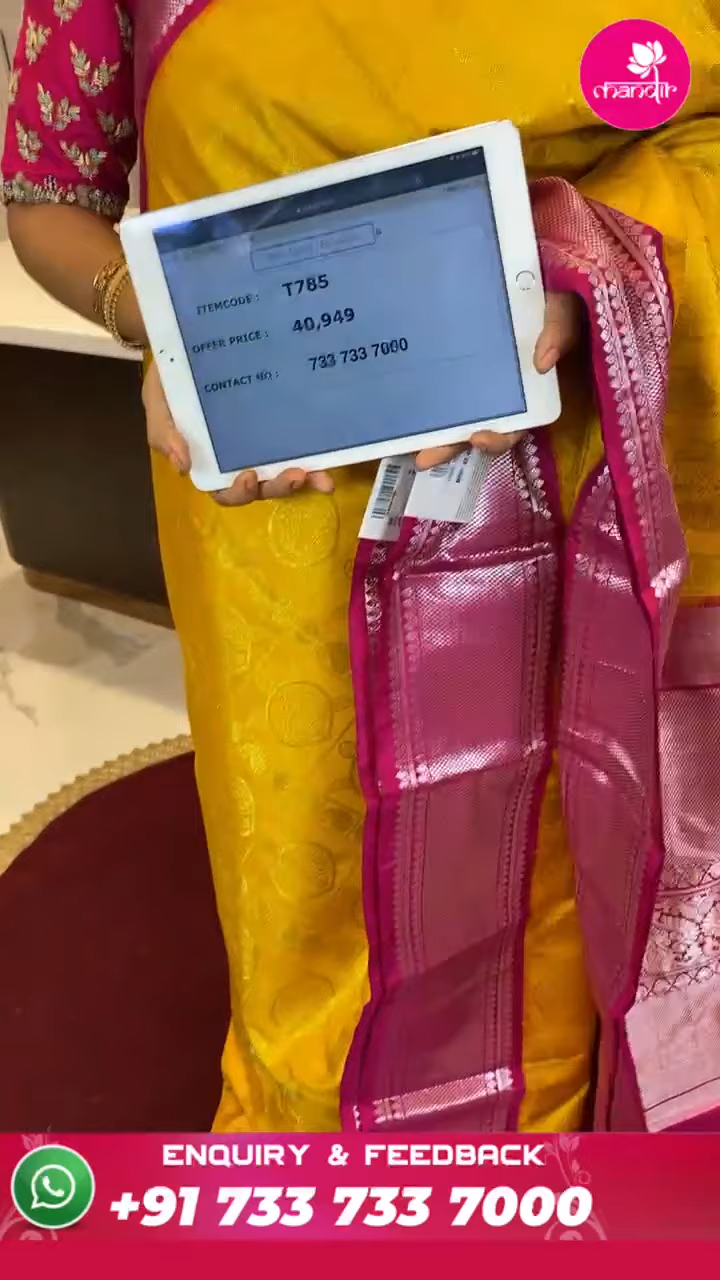 mandir
ITEMCODE : T785
OFFER PRICE : 40,949
CONTACT NO : 733 733 7000
ENQUIRY & FEEDBACK
+91 733 733 7000